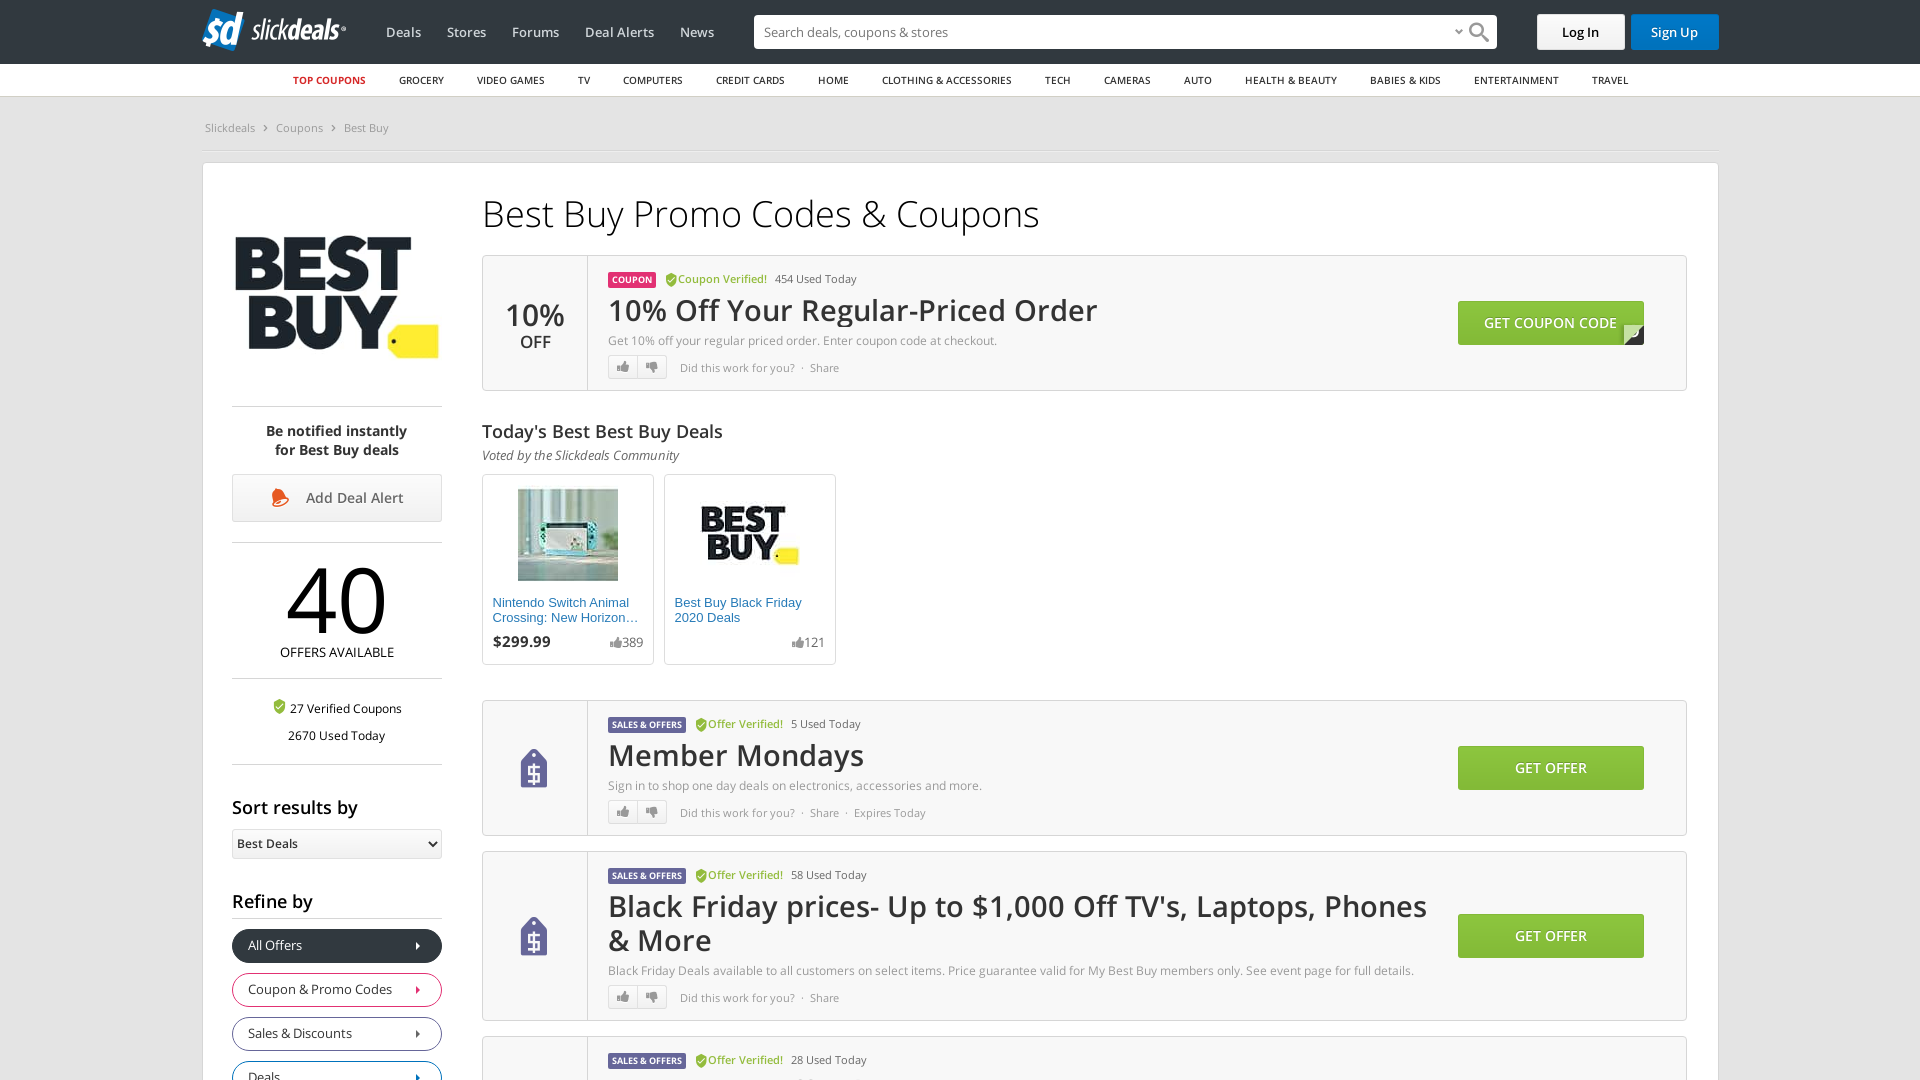 slickdeals
Deals Stores Forums Deal Alerts News
Search deals, coupons & stores
Log In Sign Up
TOP COUPONS GROCERY VIDEO GAMES TV COMPUTERS CREDIT CARDS HOME CLOTHING & ACCESSORIES TECH CAMERAS AUTO HEALTH & BEAUTY BABIES & KIDS ENTERTAINMENT TRAVEL
Slickdeals > Coupons > Best Buy
BEST
BUY
Be notified instantly
for Best Buy deals
Add Deal Alert
40
OFFERS AVAILABLE
27 Verified Coupons
2670 Used Today
Sort results by
Best Deals
Refine by
All Offers
Coupon & Promo Codes
Sales & Discounts
Deals
Best Buy Promo Codes & Coupons
10%
OFF
COUPON Coupon Verified! 454 Used Today
10% Off Your Regular-Priced Order
Get 10% off your regular priced order. Enter coupon code at checkout.
Did this work for you? · Share
GET COUPON CODE
Today's Best Best Buy Deals
Voted by the Slickdeals Community
Nintendo Switch Animal
Crossing: New Horizon…
$299.99 389
BEST
BUY
Best Buy Black Friday
2020 Deals
121
SALES & OFFERS Offer Verified! 5 Used Today
Member Mondays
Sign in to shop one day deals on electronics, accessories and more.
Did this work for you? · Share · Expires Today
GET OFFER
SALES & OFFERS Offer Verified! 58 Used Today
Black Friday prices- Up to $1,000 Off TV's, Laptops, Phones
& More
Black Friday Deals available to all customers on select items. Price guarantee valid for My Best Buy members only. See event page for full details.
Did this work for you? · Share
GET OFFER
SALES & OFFERS Offer Verified! 28 Used Today